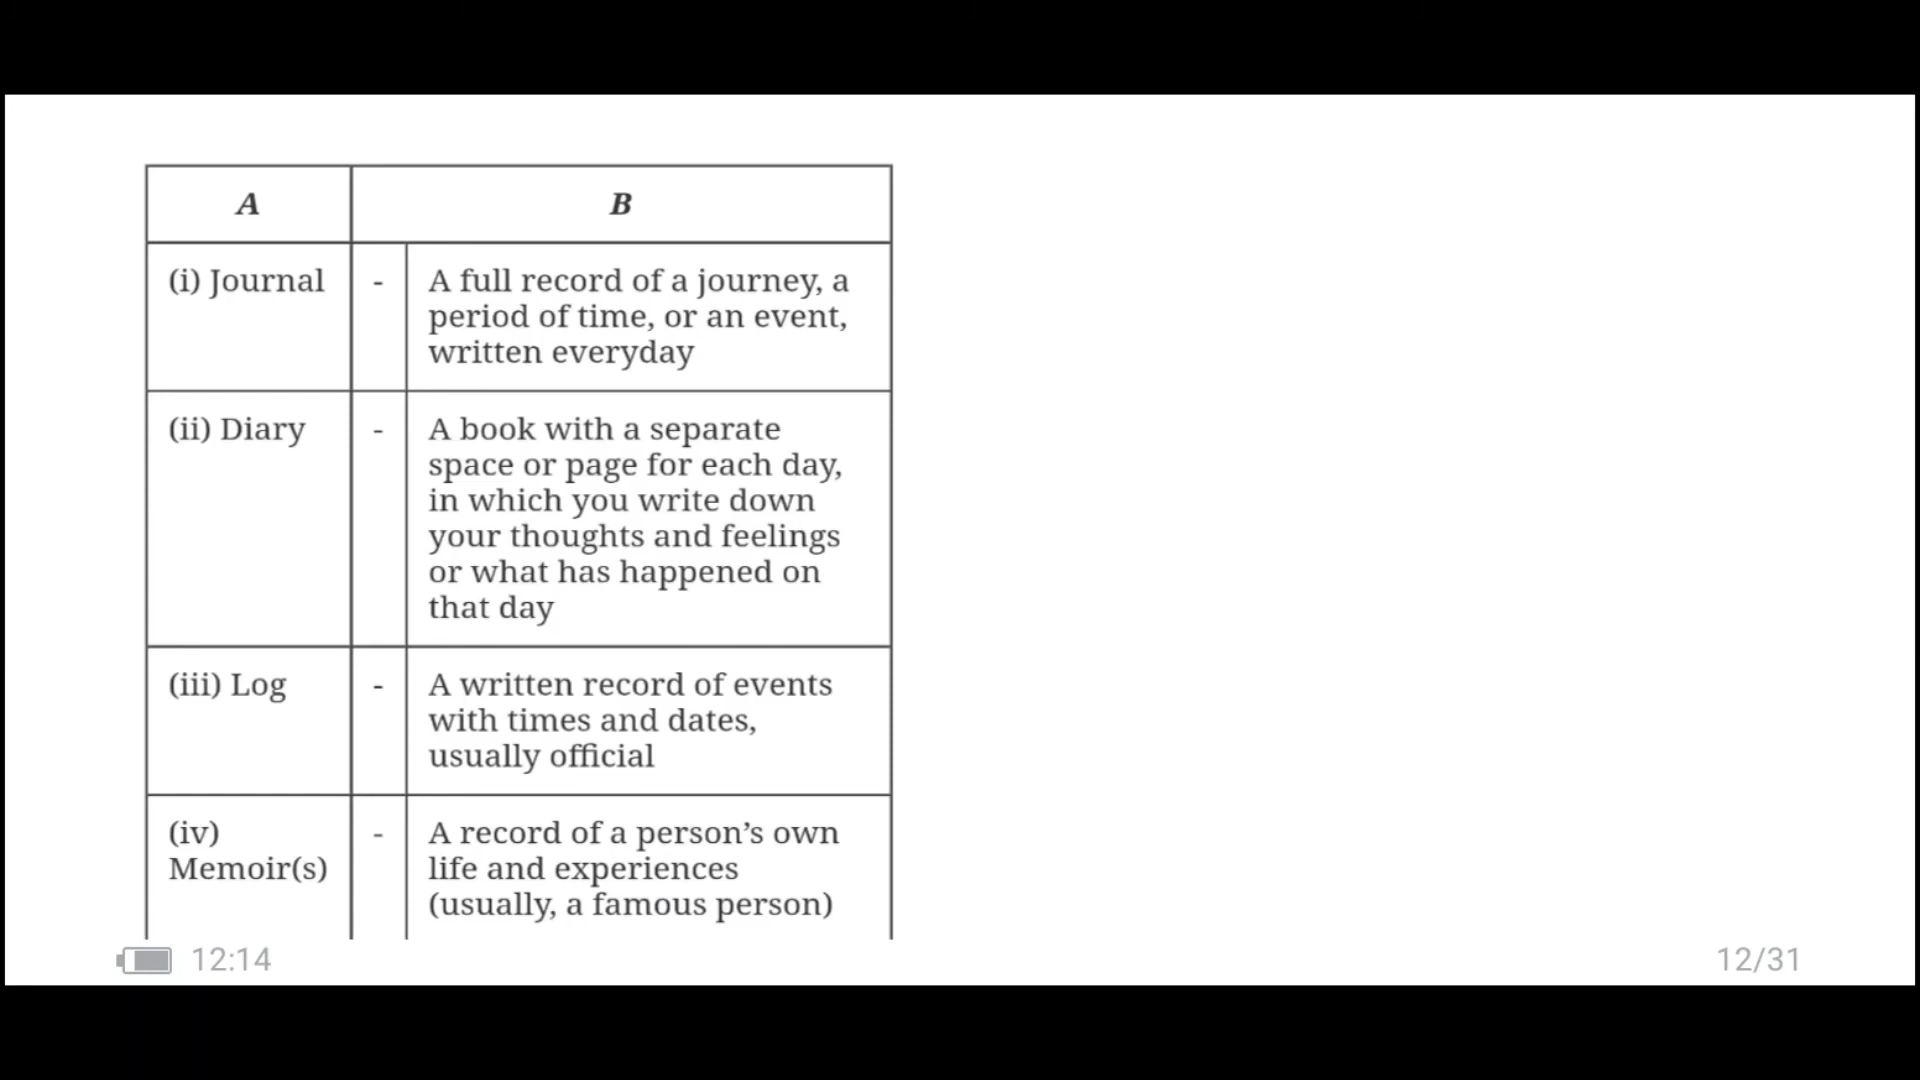 A B
(i) Journal - A full record of a journey, a
period of time, or an event,
written everyday
(ii) Diary - A book with a separate
space or page for each day,
in which you write down
your thoughts and feelings
or what has happened on
that day
(iii) Log - A written record of events
with times and dates,
usually official
(iv) - A record of a person’s own
Memoir(s) life and experiences
(usually, a famous person)
12:14 12/31